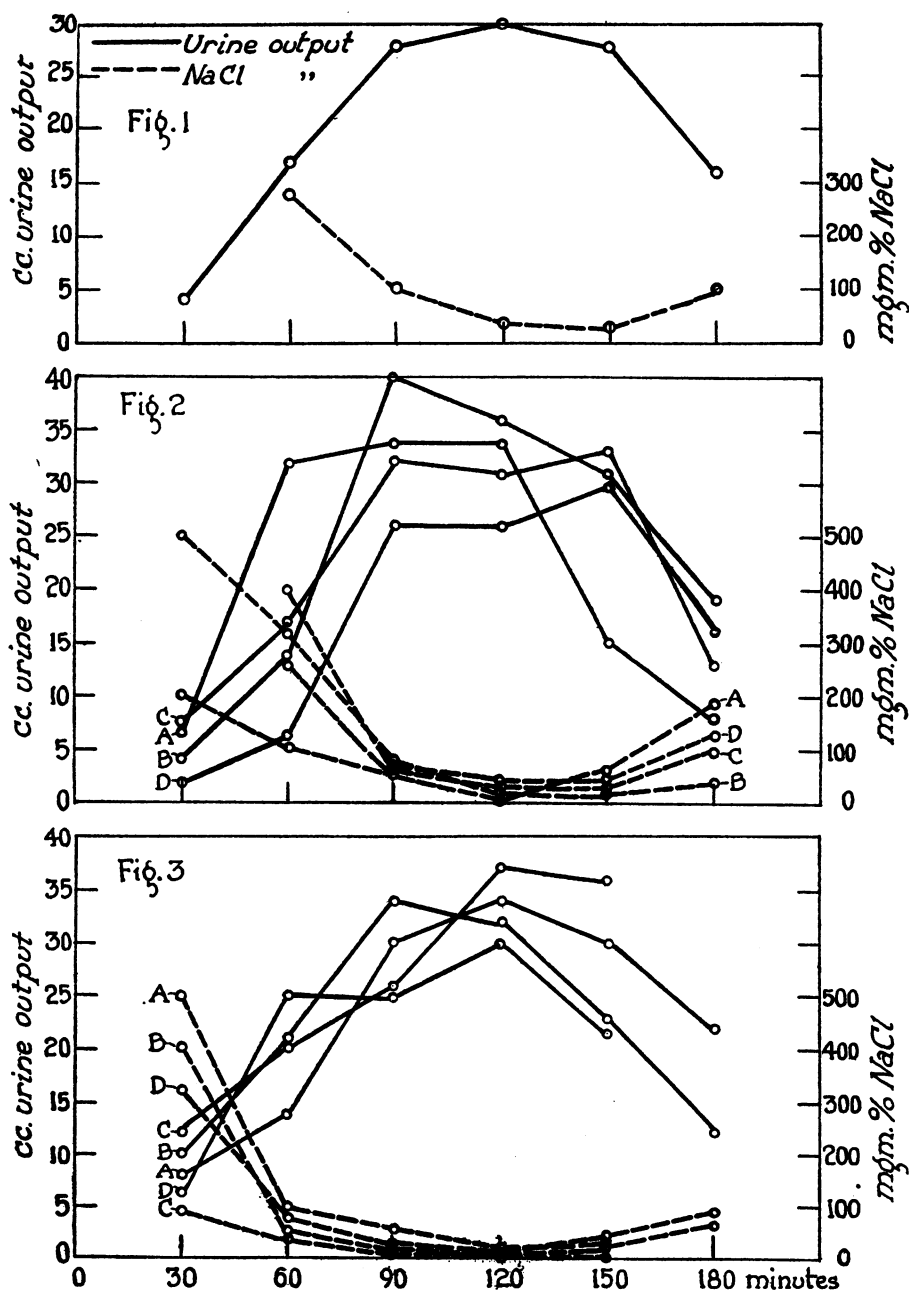 30
Urine output
NaCl "
25
Fig.1
20
15
10
5
0
cc. urine output
300
200
100
0
mgm.% NaCl
40
Fig.2
35
30
25
20
15
10
5
0
cc. urine output
C
A
B
D
500
400
300
200
100
0
mgm.% NaCl
A
D
C
B
40
Fig.3
35
30
25
20
15
10
5
0
cc. urine output
A
B
D
C
B
A
D
C
500
400
300
200
100
0
mgm.% NaCl
0 30 60 90 120 150 180 minutes